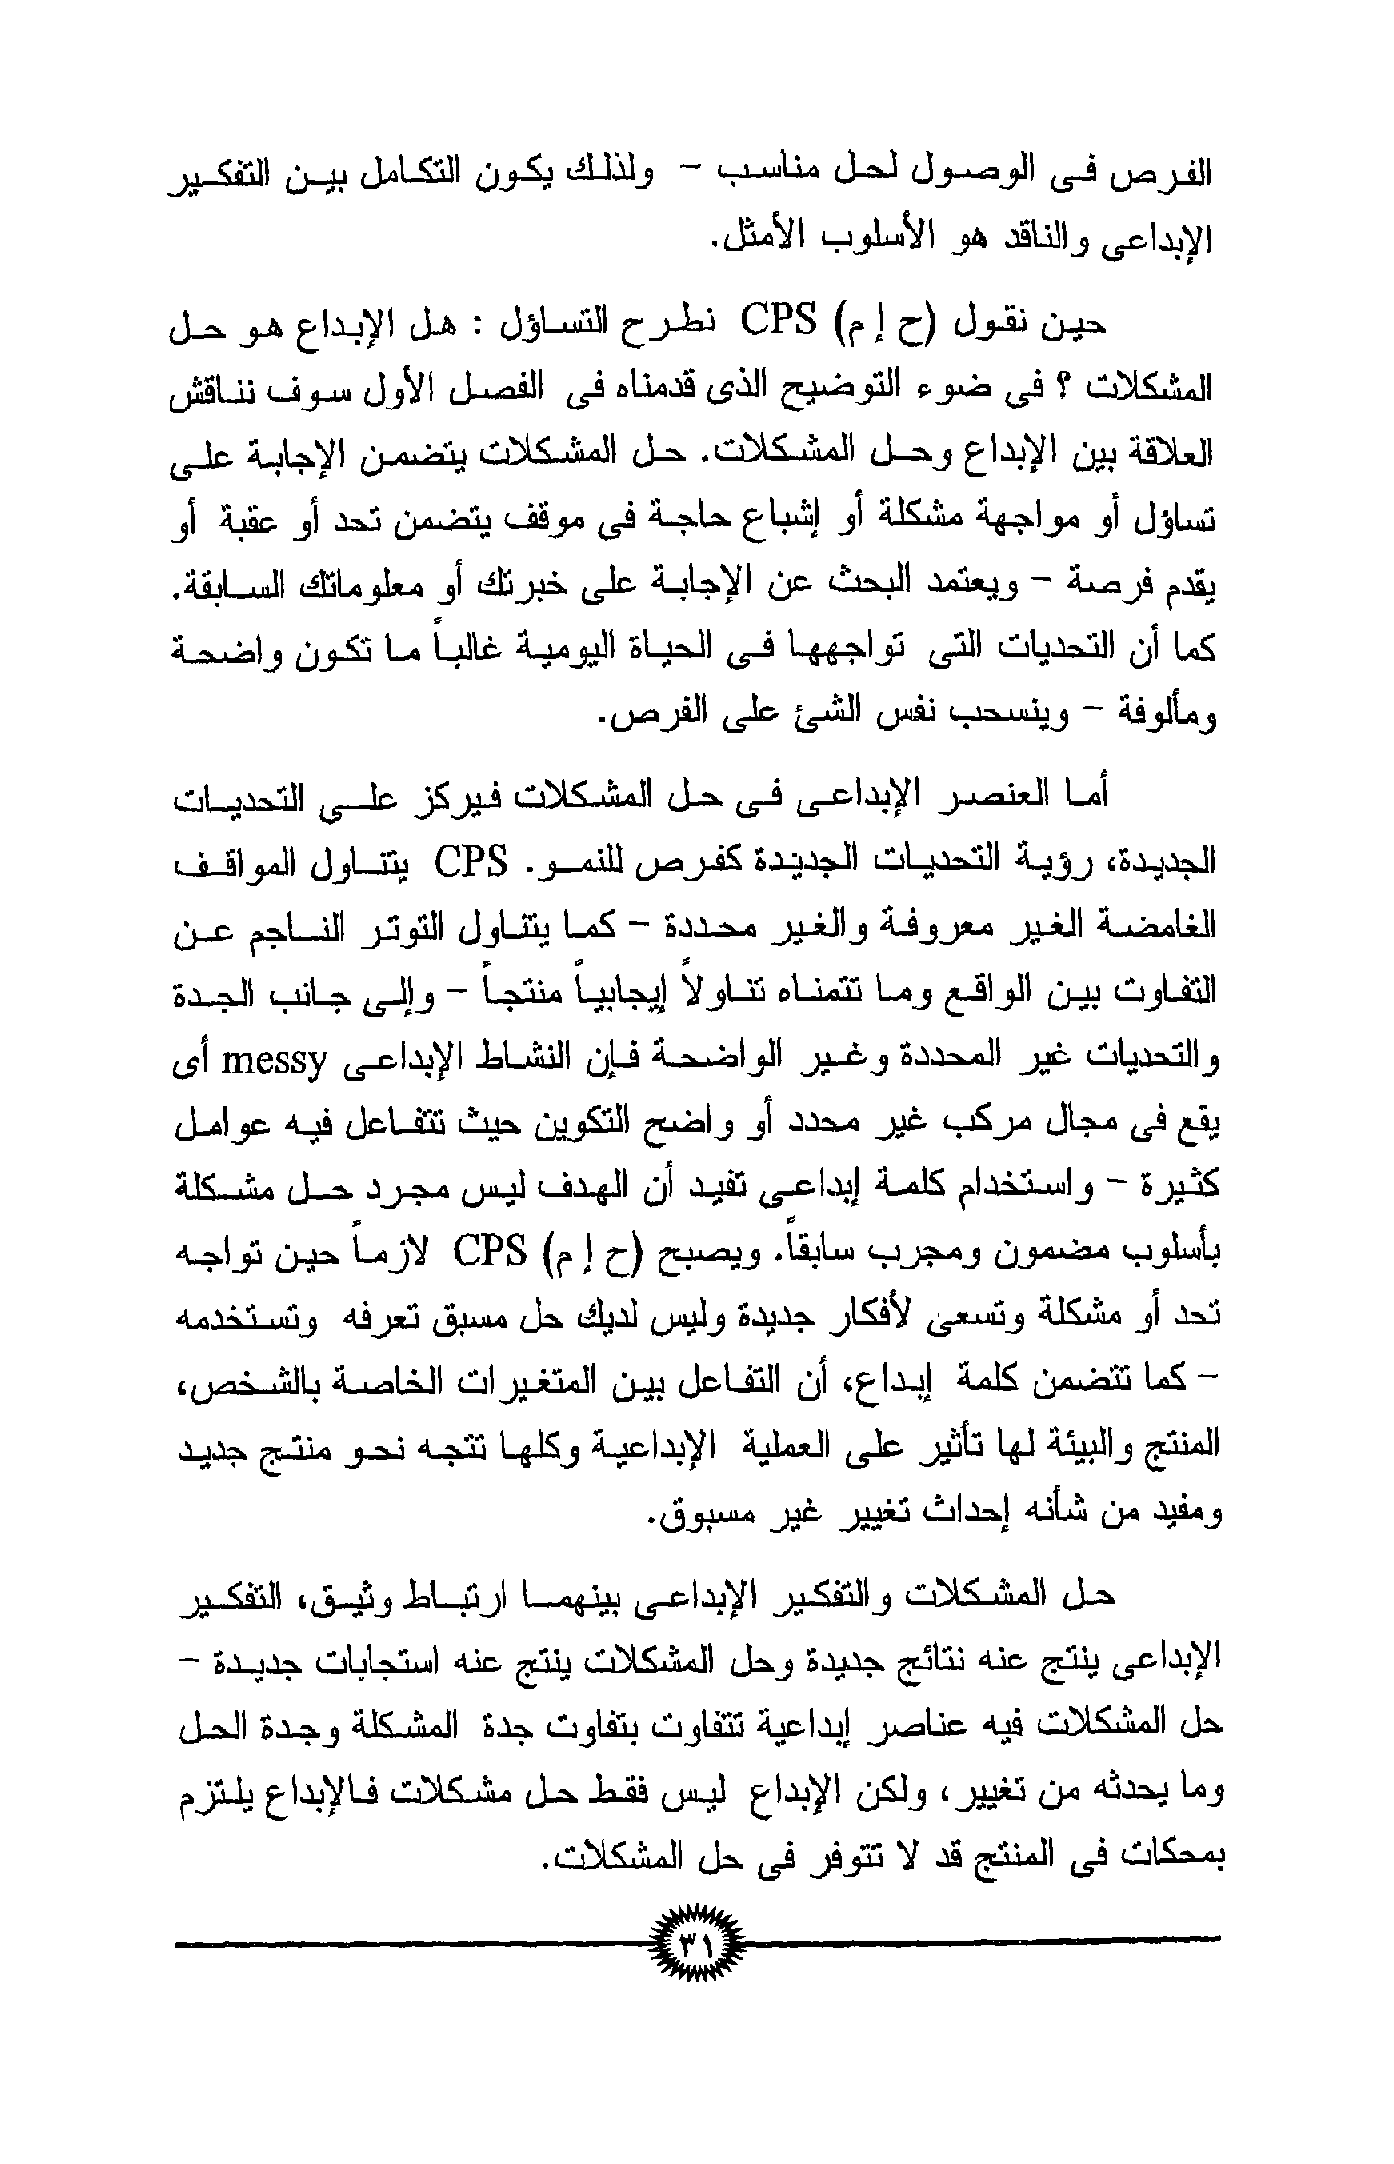 الفرص فى الوصول لحل مناسب – ولذلك يكون التكامل بين التفكير
الإبداعى والناقد هو الأسلوب الأمثل.
حين نقول (ح إ م) CPS نطرح التساؤل : هل الإبداع هو حل
المشكلات ؟ فى ضوء التوضيح الذى قدمناه فى الفصل الأول سوف نناقش
العلاقة بين الإبداع وحل المشكلات. حل المشكلات يتضمن الإجابة على
تساؤل أو مواجهة مشكلة أو إشباع حاجة فى موقف يتضمن تحد أو عقبة أو
يقدم فرصة – ويعتمد البحث عن الإجابة على خبرتك أو معلوماتك السابقة.
كما أن التحديات التى تواجهها فى الحياة اليومية غالباً ما تكون واضحة
ومألوفة – وينسحب نفس الشئ على الفرص.
أما العنصر الإبداعى فى حل المشكلات فيركز على التحديات
الجديدة، رؤية التحديات الجديدة كفرص للنمو. CPS يتناول المواقف
الغامضة الغير معروفة والغير محددة – كما يتناول التوتر الناجم عن
التفاوت بين الواقع وما نتمناه تناولاً إيجابياً منتجاً – وإلى جانب الجدة
والتحديات غير المحددة وغير الواضحة فإن النشاط الإبداعى messy أى
يقع فى مجال مركب غير محدد أو واضح التكوين حيث تتفاعل فيه عوامل
كثيرة – واستخدام كلمة إبداعى تفيد أن الهدف ليس مجرد حل مشكلة
بأسلوب مضمون ومجرب سابقاً. ويصبح (ح إ م) CPS لازماً حين تواجه
تحد أو مشكلة وتسعى لأفكار جديدة وليس لديك حل مسبق تعرفه وتستخدمه
– كما تتضمن كلمة إبداع، أن التفاعل بين المتغيرات الخاصة بالشخص،
المنتج والبيئة لها تأثير على العملية الإبداعية وكلها تتجه نحو منتج جديد
ومفيد من شأنه إحداث تغيير غير مسبوق.
حل المشكلات والتفكير الإبداعى بينهما ارتباط وثيق، التفكير
الإبداعى ينتج عنه نتائج جديدة وحل المشكلات ينتج عنه استجابات جديدة –
حل المشكلات فيه عناصر إبداعية تتفاوت بتفاوت جدة المشكلة وجدة الحل
وما يحدثه من تغيير، ولكن الإبداع ليس فقط حل مشكلات فالإبداع يلتزم
بمحكات فى المنتج قد لا تتوفر فى حل المشكلات.
٣١